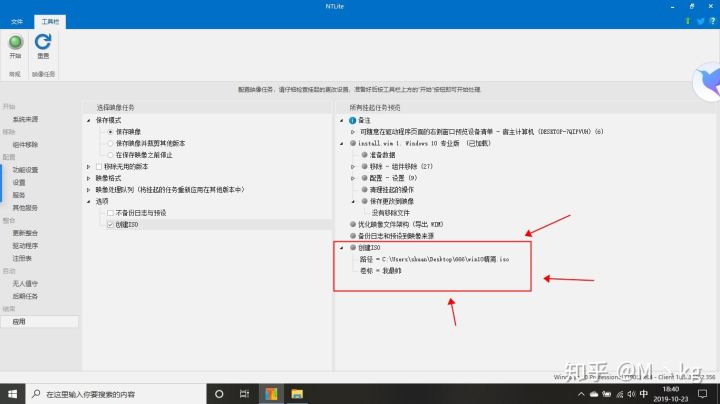 NTLite
文件 工具栏
开始 重置
常规 映像任务
配置映像任务，请仔细检查挂起的更改设置，准备好后按工具栏上方的"开始"按钮即可开始处理.
开始
系统来源
移除
组件移除
配置
功能设置
设置
服务
其他服务
整合
更新整合
驱动程序
注册表
自动
无人值守
后期任务
结束
应用
选择映像任务
保存模式
保存映像
保存映像并裁剪其他版本
在保存映像之前停止
移除无用的版本
映像格式
映像处理队列 (将挂起的任务重新应用在其他版本中)
选项
不备份日志与预设
创建ISO
所有挂起任务预览
备注
可随意在驱动程序页面的右侧窗口预览设备清单 - 宿主计算机 (DESKTOP-7QIPVUH) (6)
install.wim 1. Windows 10 专业版 (已加载)
准备数据
移除 - 组件移除 (27)
配置 - 设置 (9)
清理挂起的操作
保存更改到映像
没有移除文件
优化映像文件架构 (导出 WIM)
备份日志和预设到映像来源
创建ISO
路径 = C:\Users\shuan\Desktop\666\win10精简.iso
卷标 = 我最帅
知乎
在这里输入你要搜索的内容
中
18:40
2019-10-23